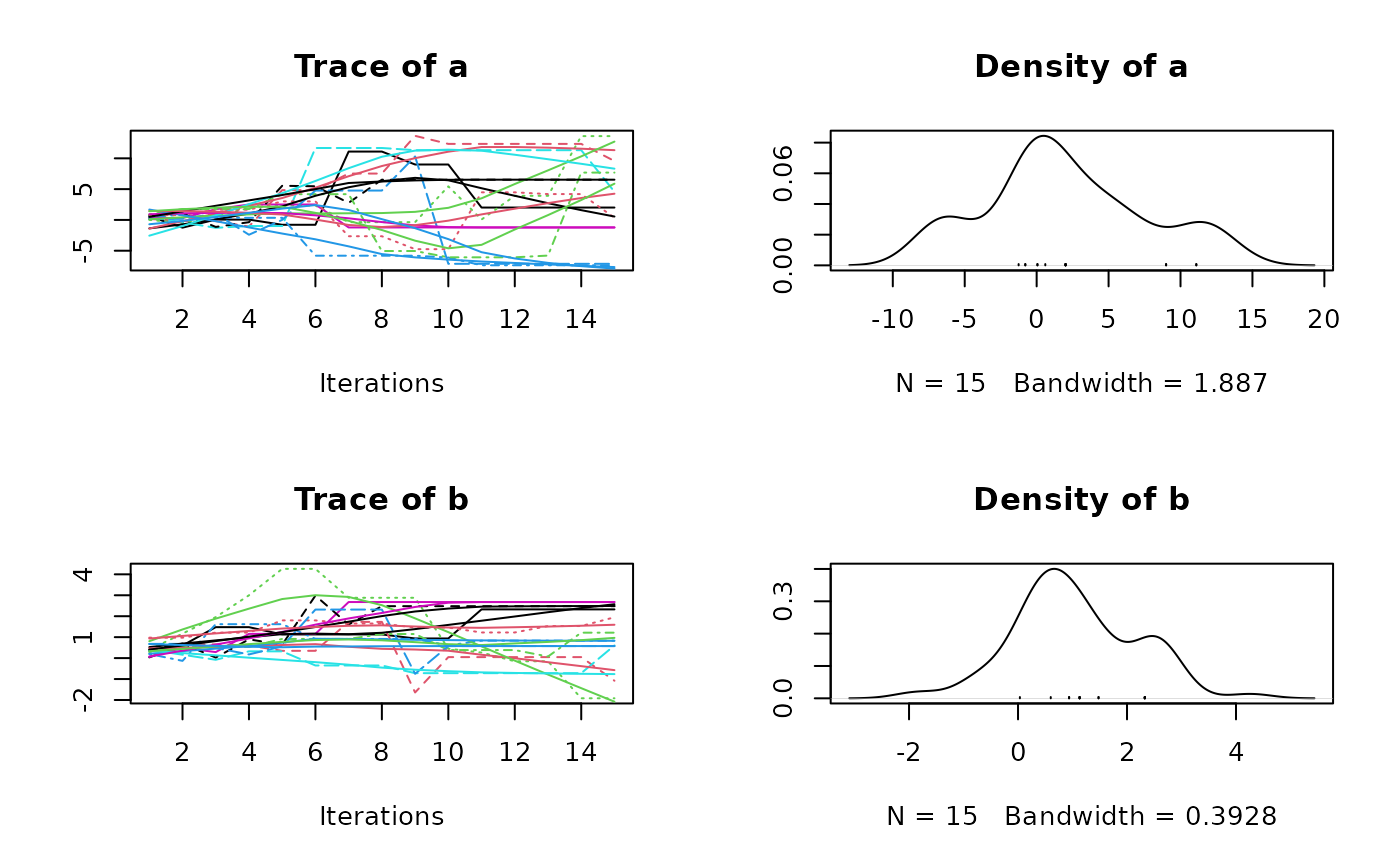 Trace of a
5
-5
2 4 6 8 10 12 14
Iterations
Density of a
0.06
0.00
-10 -5 0 5 10 15 20
N = 15 Bandwidth = 1.887
Trace of b
4
1
-2
2 4 6 8 10 12 14
Iterations
Density of b
0.3
0.0
-2 0 2 4
N = 15 Bandwidth = 0.3928